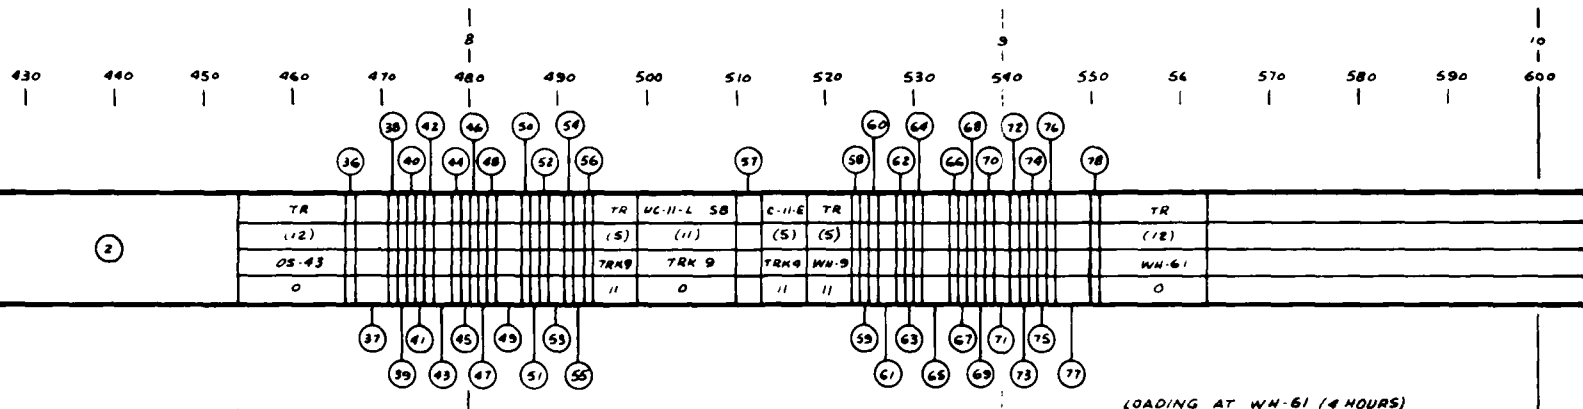 8 9 10
430 440 450 460 470 480 490 500 510 520 530 540 550 56 570 580 590 600
38 42 46 50 54 60 64 68 72 76
36 40 44 48 52 56 57 58 62 66 70 74 78
TR TR UC-11-L SB C-11-E TR TR
2 (12) (5) (11) (5) (5) (12)
OS-43 TRK9 TRK 9 TRK9 WH-9 WH-61
0 11 0 11 11 0
37 41 45 49 53 59 63 67 71 75
39 43 47 51 55 61 65 69 73 77
LOADING AT WH-61 (4 HOURS)